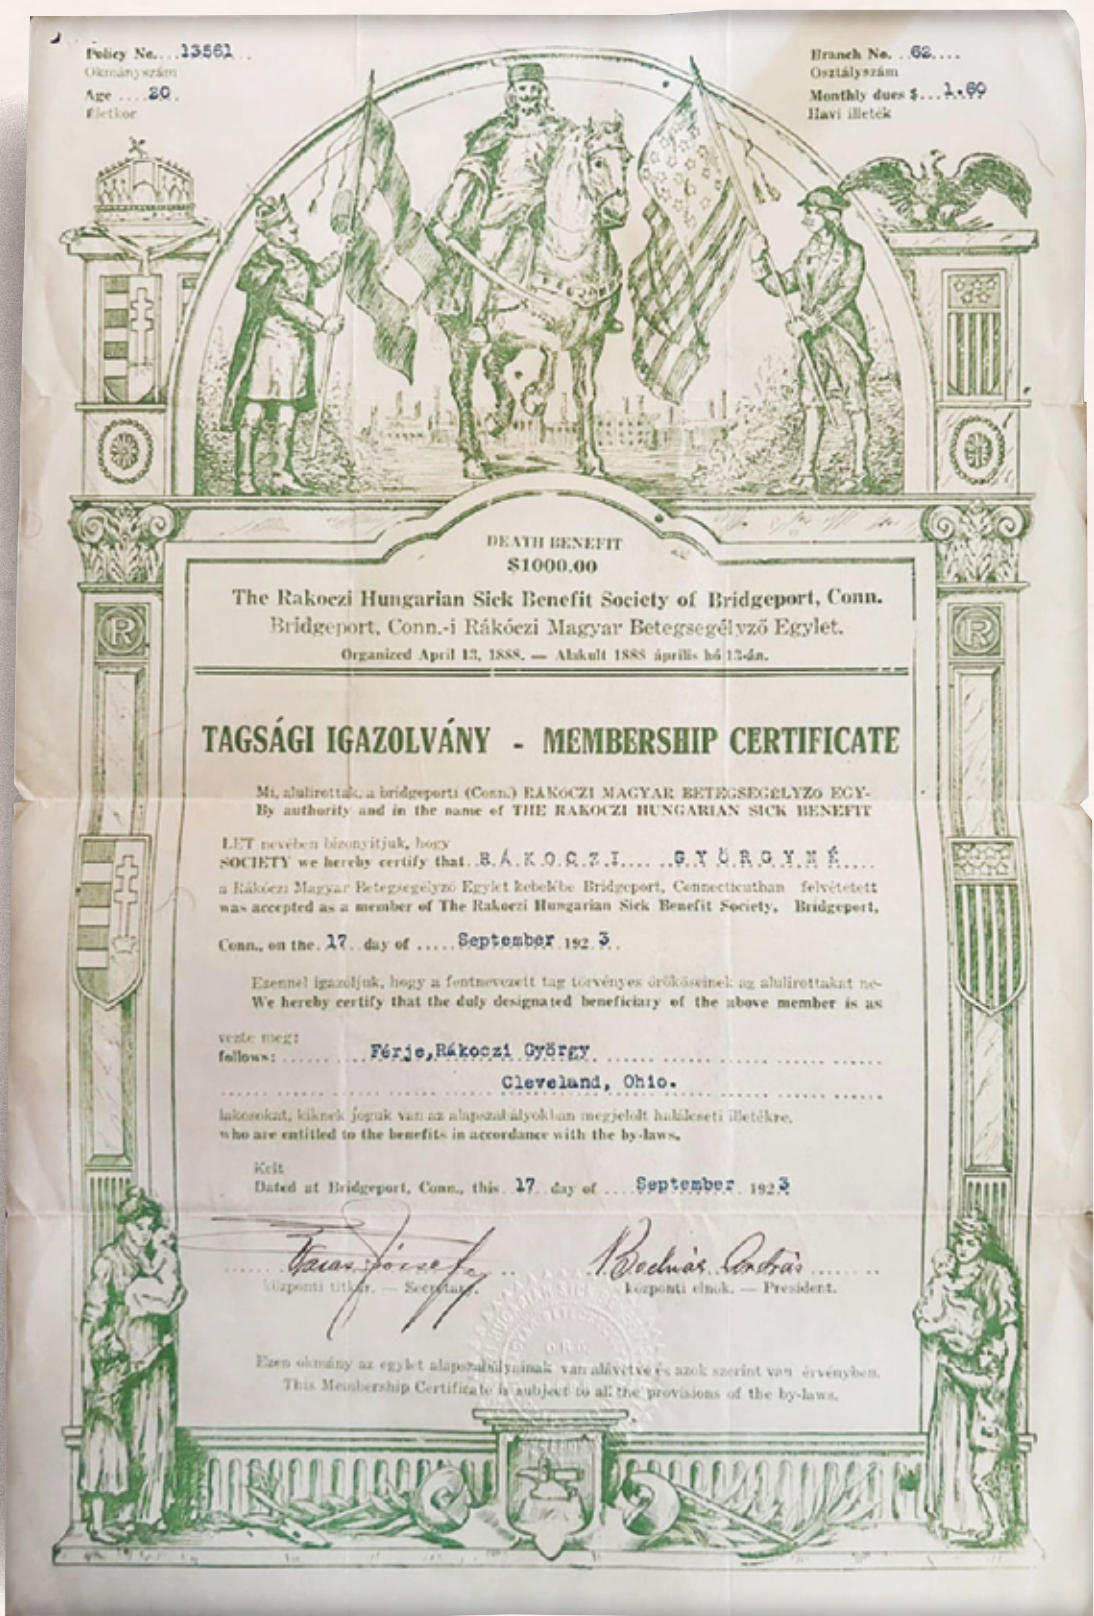 Policy No....13561..
Okmányszám
Age ....20.
Életkor
Branch No. ..62....
Osztályszám
Monthly dues $...1.60
Havi illeték
DEATH BENEFIT
$1000.00
The Rakoczi Hungarian Sick Benefit Society of Bridgeport, Conn.
Bridgeport, Conn.-i Rákóczi Magyar Betegsegélyző Egylet.
Organized April 13, 1888. — Alakult 1888 április hó 13-án.
R
R
TAGSÁGI IGAZOLVÁNY - MEMBERSHIP CERTIFICATE
Mi, alulirottak, a bridgeporti (Conn.) RÁKÓCZI MAGYAR BETEGSEGÉLYZŐ EGY-
By authority and in the name of THE RAKOCZI HUNGARIAN SICK BENEFIT
LET nevében bizonyitjuk, hogy
SOCIETY we hereby certify that RÁKOCZI GYÖRGYNÉ
a Rákóczi Magyar Betegsegélyző Egylet kebelébe Bridgeport, Connecticutban felvétetett
was accepted as a member of The Rakoczi Hungarian Sick Benefit Society, Bridgeport,
Conn., on the 17 day of ..... September 1923.
Ezennel igazoljuk, hogy a fentnevezett tag törvényes örököseinek az alulirottakat ne-
We hereby certify that the duly designated beneficiary of the above member is as
vezte meg:
follows: Férje, Rákoczi György
Cleveland, Ohio.
lakosokat, kiknek joguk van az alapszabályokban megjelölt haláleseti illetékre.
who are entitled to the benefits in accordance with the by-laws.
Kelt
Dated at Bridgeport, Conn., this 17 day of .... September 1923
József Bodnár András
központi titkár. — Secretary. központi elnok. — President.
Ezen okmány az egylet alapszabályainak van alávetve és azok szerint van érvényben.
This Membership Certificate is subject to all the provisions of the by-laws.